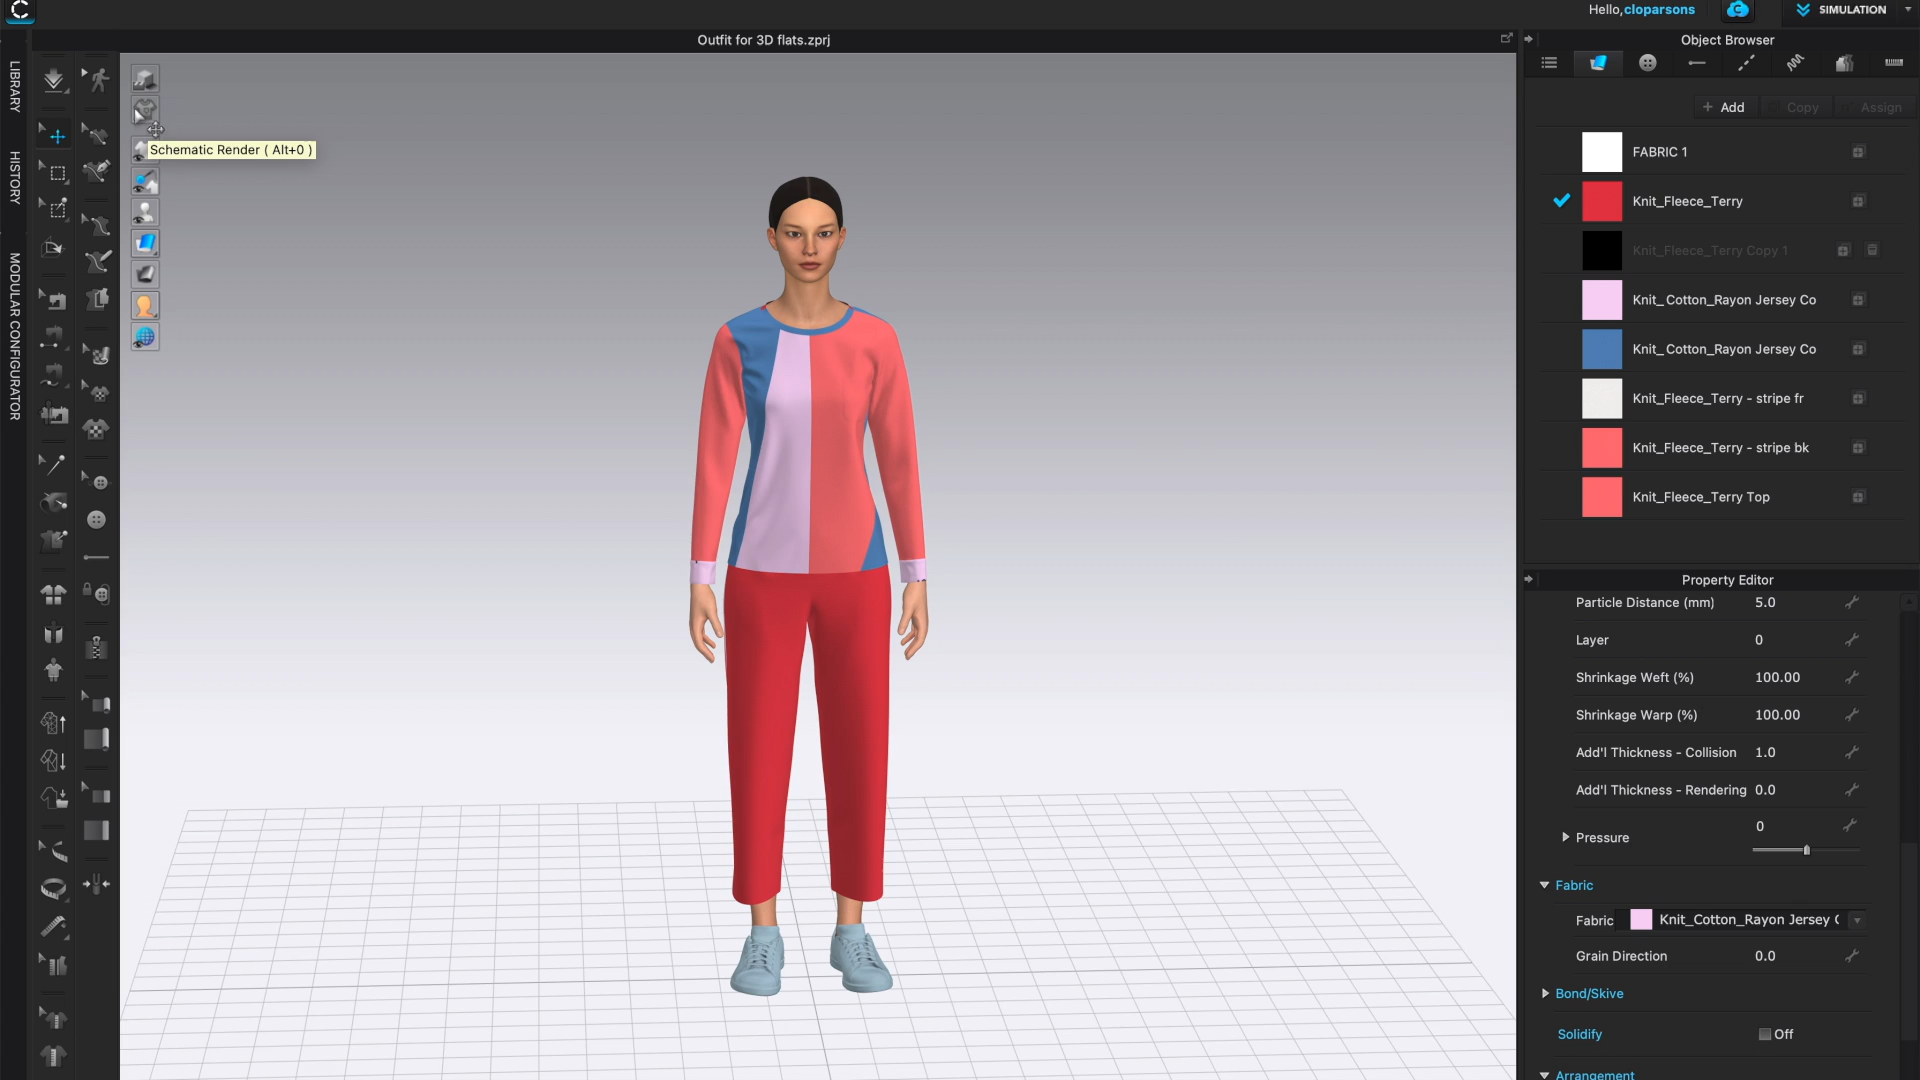 Hello,cloparsons
SIMULATION
Outfit for 3D flats.zprj
Object Browser
LIBRARY
HISTORY
MODULAR CONFIGURATOR
Schematic Render ( Alt+0 )
+ Add
Copy
Assign
FABRIC 1
Knit_Fleece_Terry
Knit_Fleece_Terry Copy 1
Knit_ Cotton_Rayon Jersey Co
Knit_ Cotton_Rayon Jersey Co
Knit_Fleece_Terry - stripe fr
Knit_Fleece_Terry - stripe bk
Knit_Fleece_Terry Top
Property Editor
Particle Distance (mm) 5.0
Layer 0
Shrinkage Weft (%) 100.00
Shrinkage Warp (%) 100.00
Add'l Thickness - Collision 1.0
Add'l Thickness - Rendering 0.0
Pressure 0
Fabric
Fabric Knit_Cotton_Rayon Jersey
Grain Direction 0.0
Bond/Skive
Solidify Off
Arrangement